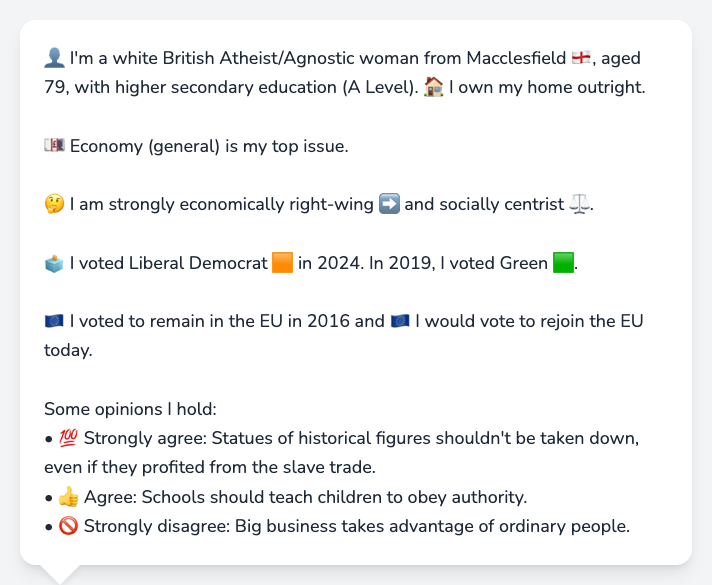 👤 I'm a white British Atheist/Agnostic woman from Macclesfield 🏴󠁧󠁢󠁥󠁮󠁧󠁿, aged
79, with higher secondary education (A Level). 🏠 I own my home outright.
💷 Economy (general) is my top issue.
🤔 I am strongly economically right-wing ➡️ and socially centrist ⚖️.
🗳️ I voted Liberal Democrat 🟧 in 2024. In 2019, I voted Green 🟩.
🇪🇺 I voted to remain in the EU in 2016 and 🇪🇺 I would vote to rejoin the EU
today.
Some opinions I hold:
• 💯 Strongly agree: Statues of historical figures shouldn't be taken down,
even if they profited from the slave trade.
• 👍 Agree: Schools should teach children to obey authority.
• 🚫 Strongly disagree: Big business takes advantage of ordinary people.